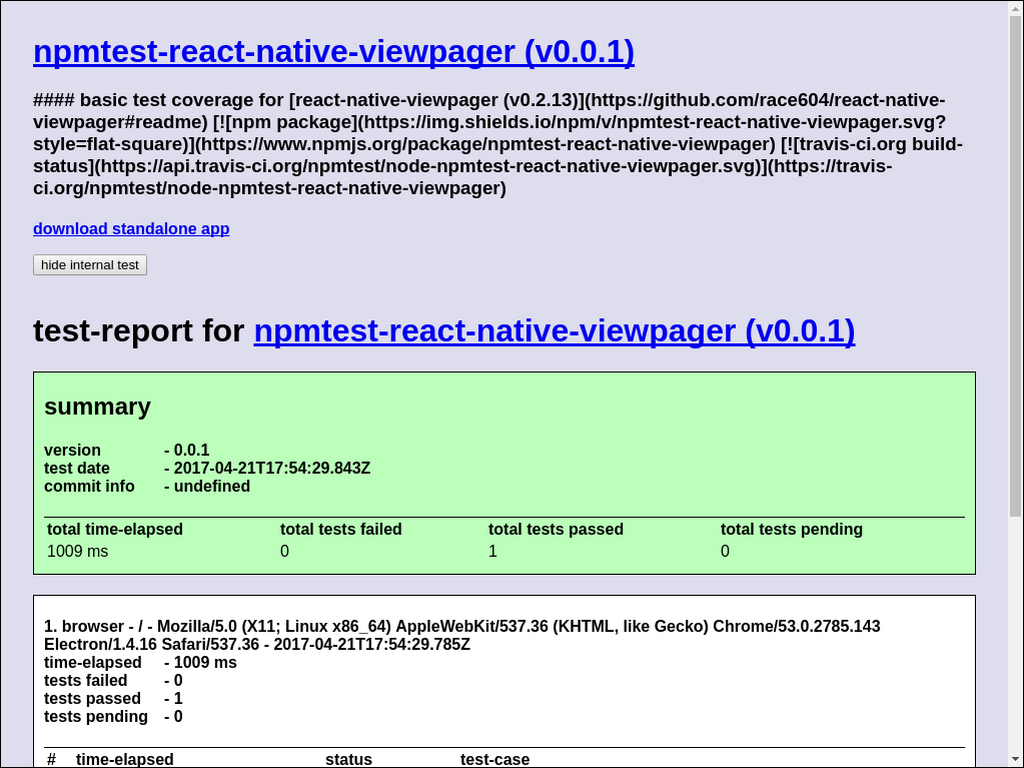 npmtest-react-native-viewpager (v0.0.1)
#### basic test coverage for [react-native-viewpager (v0.2.13)](https://github.com/race604/react-native-
viewpager#readme) [![npm package](https://img.shields.io/npm/v/npmtest-react-native-viewpager.svg?
style=flat-square)](https://www.npmjs.org/package/npmtest-react-native-viewpager) [![travis-ci.org build-
status](https://api.travis-ci.org/npmtest/node-npmtest-react-native-viewpager.svg)](https://travis-
ci.org/npmtest/node-npmtest-react-native-viewpager)
download standalone app
hide internal test
test-report for npmtest-react-native-viewpager (v0.0.1)
summary
version - 0.0.1
test date - 2017-04-21T17:54:29.843Z
commit info - undefined
total time-elapsed total tests failed total tests passed total tests pending
1009 ms 0 1 0
1. browser - / - Mozilla/5.0 (X11; Linux x86_64) AppleWebKit/537.36 (KHTML, like Gecko) Chrome/53.0.2785.143
Electron/1.4.16 Safari/537.36 - 2017-04-21T17:54:29.785Z
time-elapsed - 1009 ms
tests failed - 0
tests passed - 1
tests pending - 0
# time-elapsed status test-case